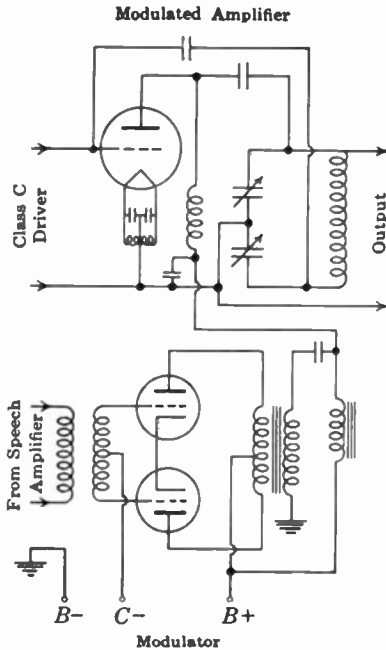 Modulated Amplifier
Class C
Driver
Output
From Speech
Amplifier
B−
C−
B+
Modulator